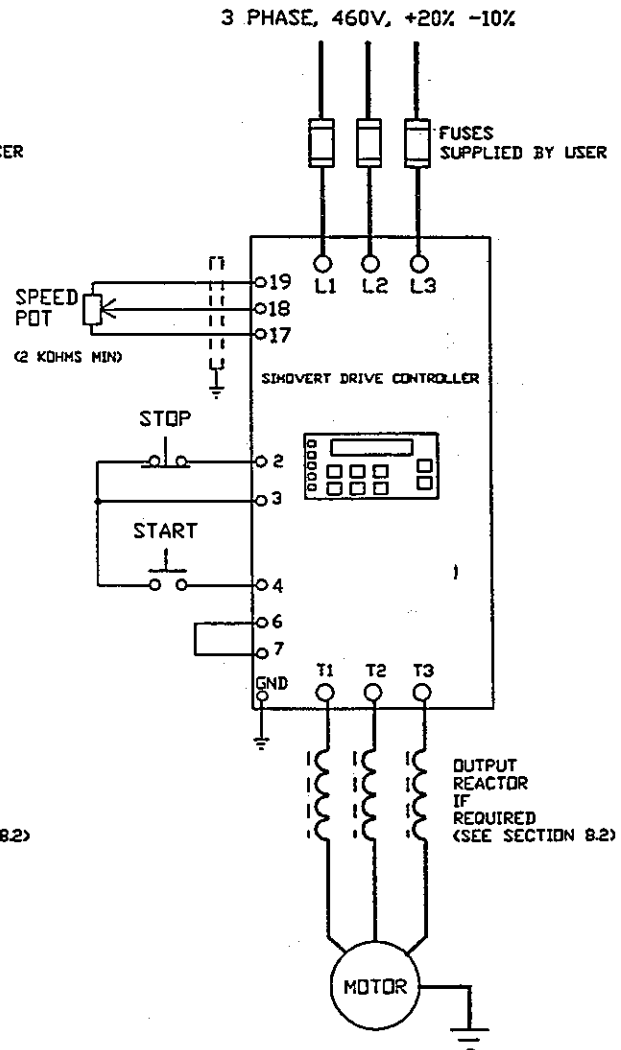 3 PHASE, 460V, +20% -10%
FUSES
SUPPLIED BY USER
L1 L2 L3
19
18
17
SPEED
POT
(2 KOHMS MIN)
SIMOVERT DRIVE CONTROLLER
STOP
2
3
START
4
6
7
GND
T1 T2 T3
OUTPUT
REACTOR
IF
REQUIRED
(SEE SECTION 8.2)
8.2)
MOTOR